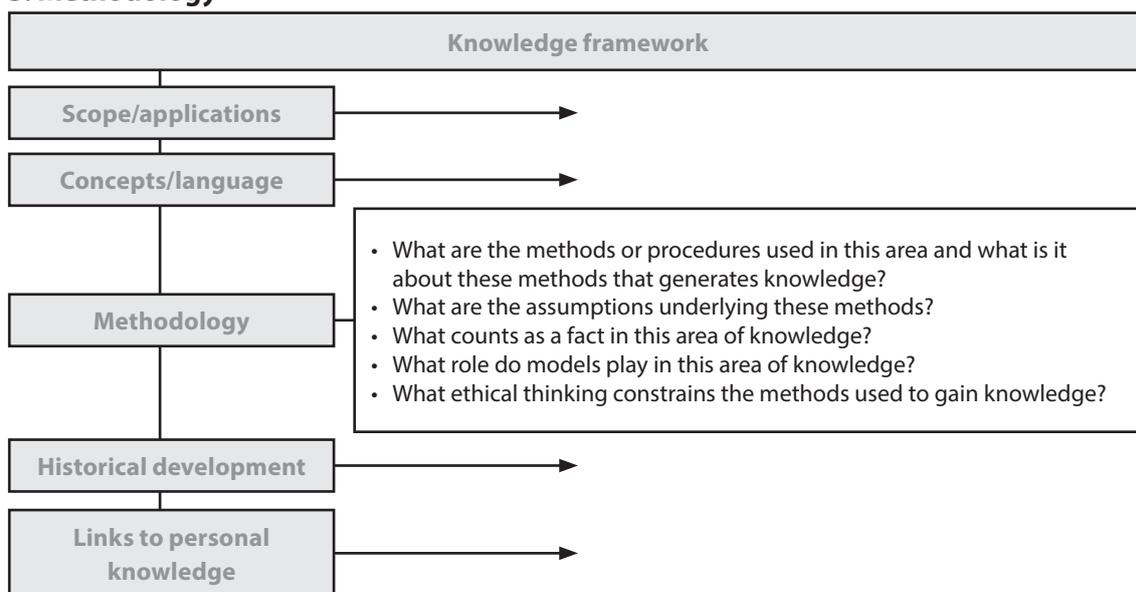 Knowledge framework
Scope/applications
Concepts/language
• What are the methods or procedures used in this area and what is it
about these methods that generates knowledge?
• What are the assumptions underlying these methods?
• What counts as a fact in this area of knowledge?
• What role do models play in this area of knowledge?
• What ethical thinking constrains the methods used to gain knowledge?
Methodology
Historical development
Links to personal
knowledge